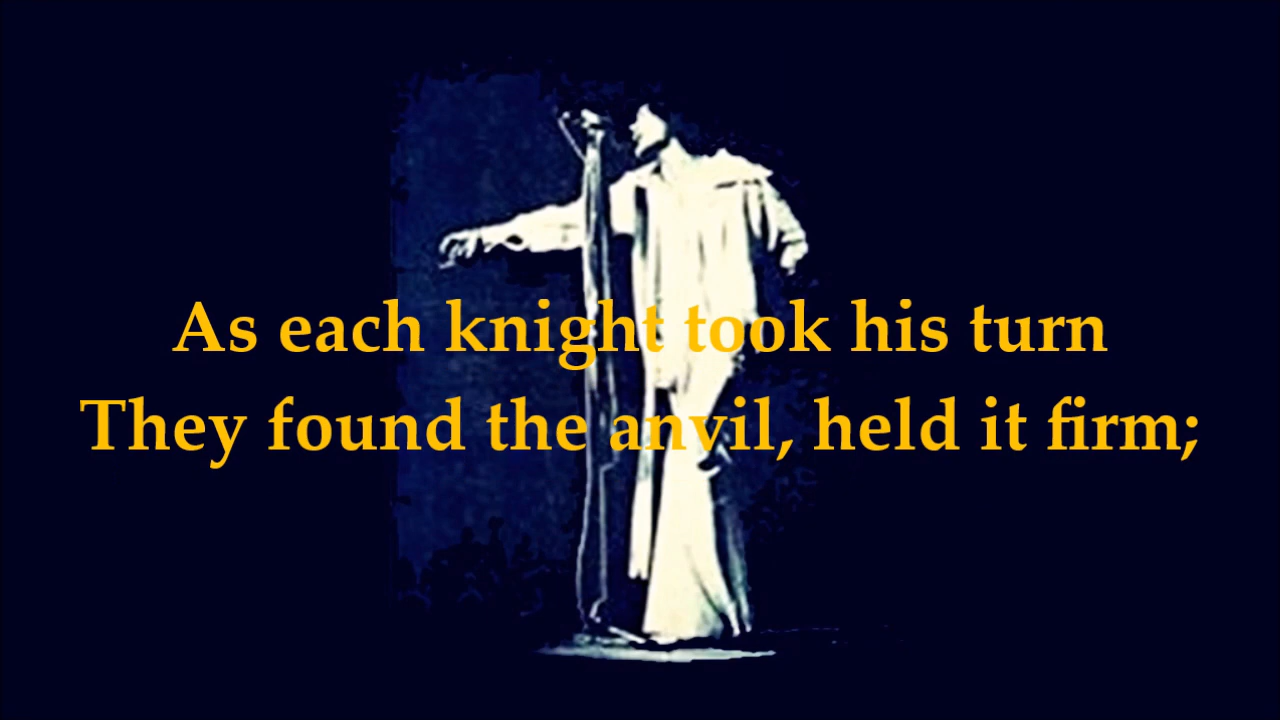 As each knight took his turn
They found the anvil, held it firm;